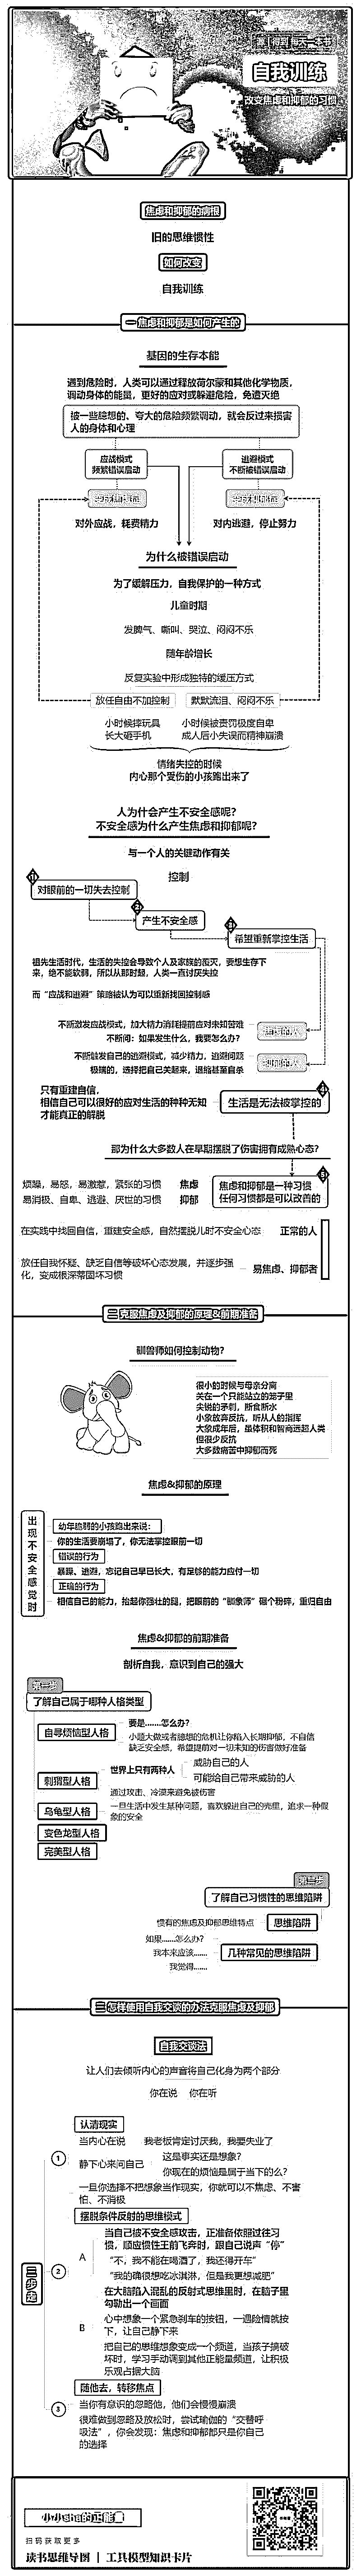 自我训练
改变焦虑和抑郁的习惯
焦虑和抑郁的病根
旧的思维惯性
如何改变
自我训练
一 焦虑和抑郁是如何产生的
基因的生存本能
遇到危险时，人类可以通过释放荷尔蒙和其他化学物质，
调动身体的能量，更好的应对或躲避危险，免遭灭绝
被一些臆想的、夸大的危险频繁调动，就会反过来损害
人的身体和心理
应战模式
频繁错误启动
逃避模式
不断被错误启动
对外应战，耗费精力
对内逃避，停止努力
为什么被错误启动
为了缓解压力，自我保护的一种方式
儿童时期
发脾气、嘶叫、哭泣、闷闷不乐
随年龄增长
反复实验中形成独特的缓压方式
放任自由不加控制
默默流泪、闷闷不乐
小时候摔玩具
长大砸手机
小时候被责罚极度自卑
成人后小失误而精神崩溃
情绪失控的时候
内心那个受伤的小孩跑出来了
人为什会产生不安全感呢？
不安全感为什么产生焦虑和抑郁呢？
与一个人的关键动作有关
控制
对眼前的一切失去控制
产生不安全感
希望重新掌控生活
祖先生活时代，生活的失控会导致个人及家族的覆灭，要想生存下
来，绝不能软弱，所以从那时起，人类一直讨厌失控
而“应战和逃避”策略被认为可以重新找回控制感
不断激发应战模式，加大精力消耗提前应对未知苦难
不断问：如果发生什么，我要怎么办？
不断触发自己的逃避模式，减少精力，逃避问题
极端的，选择把自己关起来，退缩甚至自杀
只有重建自信，
相信自己可以很好的应对生活的种种无知
才能真正的解脱
生活是无法被掌控的
那为什么大多数人在早期摆脱了伤害拥有成熟心态？
烦躁，易怒，易激惹，紧张的习惯 焦虑
易消极、自卑、逃避、厌世的习惯 抑郁
焦虑和抑郁是一种习惯
任何习惯都是可以改善的
在实践中找回自信，重建安全感，自然摆脱儿时不安全心态 正常的人
放任自我怀疑、缺乏自信等破坏心态发展，并逐步强
化，变成根深蒂固坏习惯
易焦虑、抑郁者
二 克服焦虑及抑郁的原理&前期准备
驯兽师如何控制动物？
很小的时候与母亲分离
关在一个只能站立的笼子里
尖锐的矛刺，断食断水
小象放弃反抗，听从人的指挥
大象成年后，虽体积和智商远超人类
但很少反抗
大多数痛苦中抑郁而死
焦虑&抑郁的原理
出现不安全感觉时
幼年脆弱的小孩跑出来说：
你的生活要崩塌了，你无法掌控眼前一切
错误的行为
暴躁、逃避，忘记自己早已长大，有足够的能力应付一切
正确的行为
相信自己的能力，抬起你强壮的腿，把眼前的“驯象师”砸个粉碎，重归自由
焦虑&抑郁的前期准备
剖析自我，意识到自己的强大
第一步
了解自己属于哪种人格类型
自寻烦恼型人格
要是……怎么办？
小题大做或者臆想的危机让你陷入长期抑郁，不自信
缺乏安全感，希望提前对一切未知的伤害做好准备
刺猬型人格
世界上只有两种人
威胁自己的人
可能给自己带来威胁的人
通过攻击、冷漠来避免被伤害
乌龟型人格
一旦生活中发生某种问题，喜欢躲进自己的壳里，追求一种假
象的安全
变色龙型人格
完美型人格
第二步
了解自己习惯性的思维陷阱
惯有的焦虑及抑郁思维特点 思维陷阱
如果……怎么办？
我本来应该……
我觉得……
几种常见的思维陷阱
三 怎样使用自我交谈的办法克服焦虑及抑郁
自我交谈法
让人们去倾听内心的声音将自己化身为两个部分
你在说 你在听
三步走
1
认清现实
当内心在说 我老板肯定讨厌我，我要失业了
静下心来问自己
这是事实还是想象？
你现在的烦恼是属于当下的么？
一旦你选择不把想象当作现实，你就可以不焦虑、不害
怕、不消极
2
摆脱条件反射的思维模式
A
当自己被不安全感攻击，正准备依照过往习
惯，顺应惯性王前飞奔时，跟自己说声“停”
“不，我不能在喝酒了，我还得开车”
“我的确很想吃冰淇淋，但是我更想减肥”
B
在大脑陷入混乱的反射式思维里时，在脑子里
勾勒出一个画面
心中想象一个紧急刹车的按钮，一遇险情就按
下，让自己静下来
把自己的思维想象变成一个频道，当孩子搞破
坏时，学习手动调到其他正能量频道，让积极
乐观占据大脑
3
随他去，转移焦点
当你有意识的忽略他，他们会慢慢崩溃
很难做到忽略及放松时，尝试瑜伽的“交替呼
吸法”，你会发现：焦虑和抑郁都只是你自己
的选择
小小sha的正能量
扫码获取更多
读书思维导图 | 工具模型知识卡片